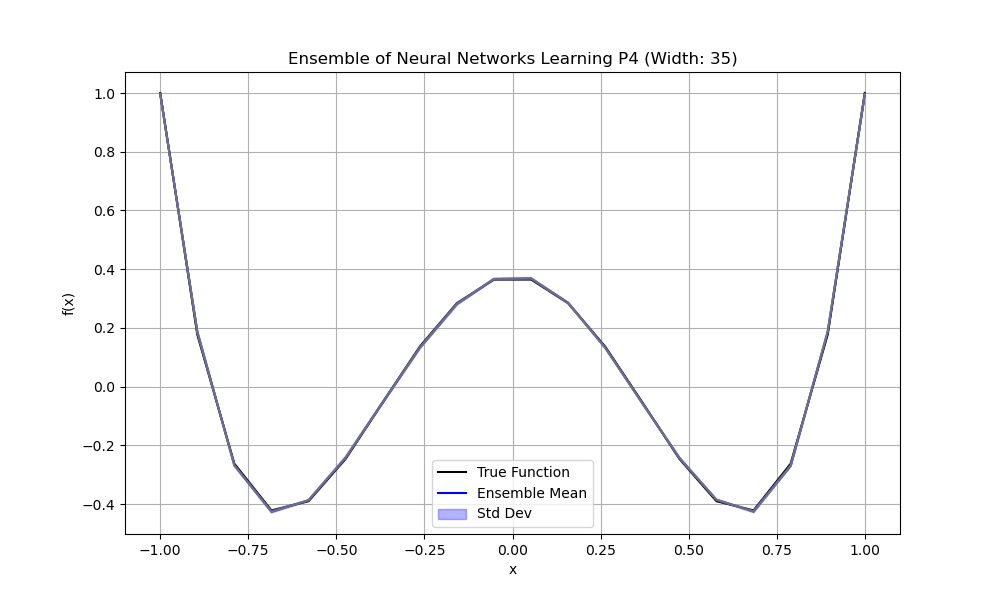 Ensemble of Neural Networks Learning P4 (Width: 35)
1.0
0.8
0.6
0.4
0.2
0.0
−0.2
−0.4
f(x)
True Function
Ensemble Mean
Std Dev
−1.00 −0.75 −0.50 −0.25 0.00 0.25 0.50 0.75 1.00
x